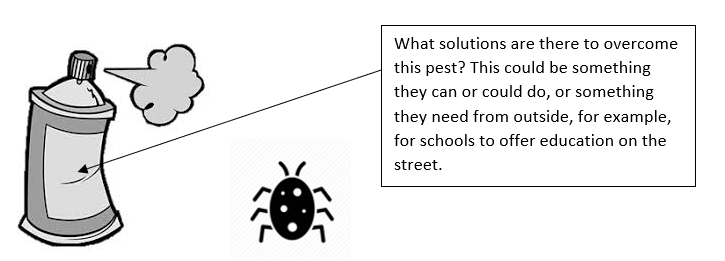 What solutions are there to overcome
this pest? This could be something
they can or could do, or something
they need from outside, for example,
for schools to offer education on the
street.